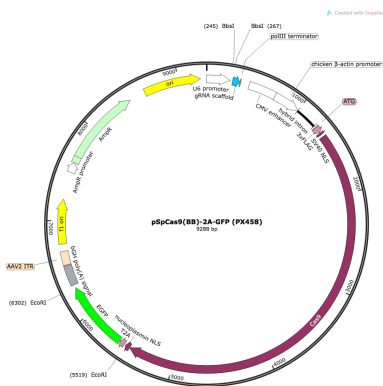 Created with SnapGene
(245) BbsI
BbsI (267)
polIII terminator
chicken β-actin promoter
ATG
U6 promoter
gRNA scaffold
CMV enhancer
hybrid intron
3xFLAG
SV40 NLS
1000
2000
3000
4000
5000
6000
7000
8000
9000
Cas9
ori
AmpR
AmpR promoter
f1 ori
AAV2 ITR
bGH poly(A) signal
(6302) EcoRI
EGFP
T2A
nucleoplasmin NLS
(5519) EcoRI
pSpCas9(BB)-2A-GFP (PX458)
9288 bp